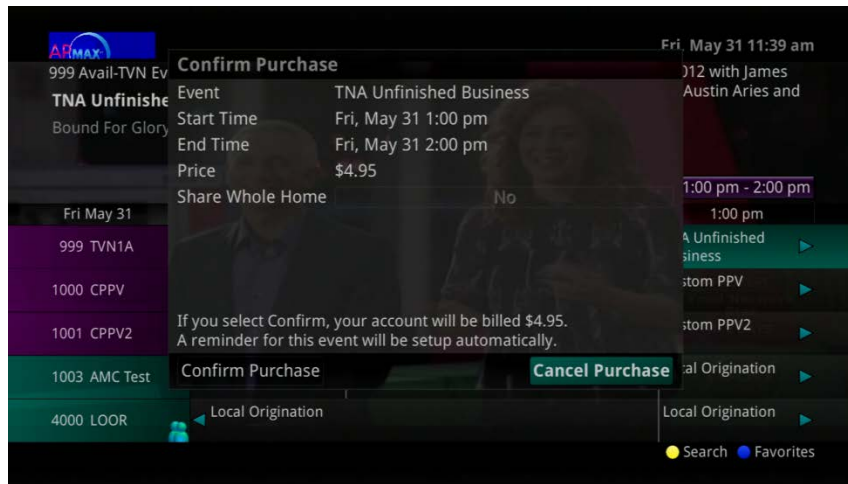 APMAX
Fri, May 31 11:39 am
999 Avail-TVN Ev
012 with James
TNA Unfinishe
Austin Aries and
Bound For Glory
Confirm Purchase
Event TNA Unfinished Business
Start Time Fri, May 31 1:00 pm
End Time Fri, May 31 2:00 pm
Price $4.95
Share Whole Home No
If you select Confirm, your account will be billed $4.95.
A reminder for this event will be setup automatically.
Confirm Purchase Cancel Purchase
1:00 pm - 2:00 pm
Fri May 31 1:00 pm
999 TVN1A
A Unfinished
siness
1000 CPPV
stom PPV
1001 CPPV2
stom PPV2
1003 AMC Test
cal Origination
4000 LOOR Local Origination Local Origination
Search Favorites